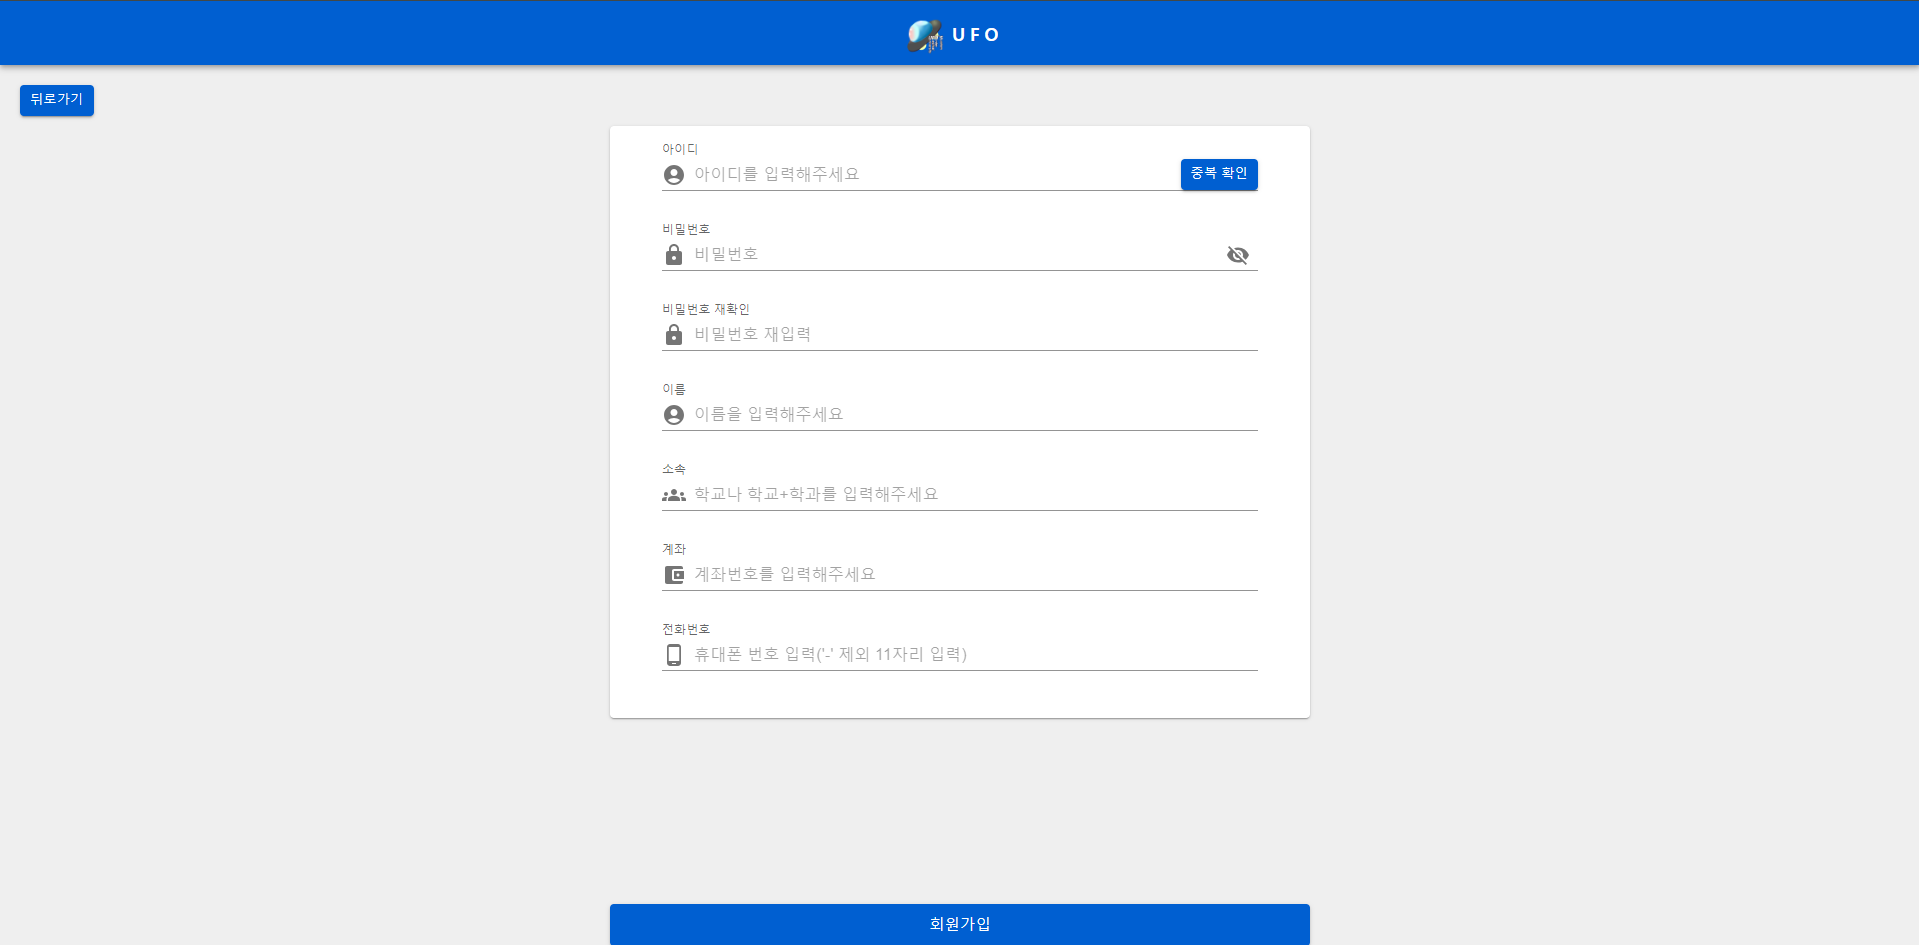 UFO
뒤로가기
아이디
아이디를 입력해주세요
중복 확인
비밀번호
비밀번호
비밀번호 재확인
비밀번호 재입력
이름
이름을 입력해주세요
소속
학교나 학교+학과를 입력해주세요
계좌
계좌번호를 입력해주세요
전화번호
휴대폰 번호 입력('-' 제외 11자리 입력)
회원가입